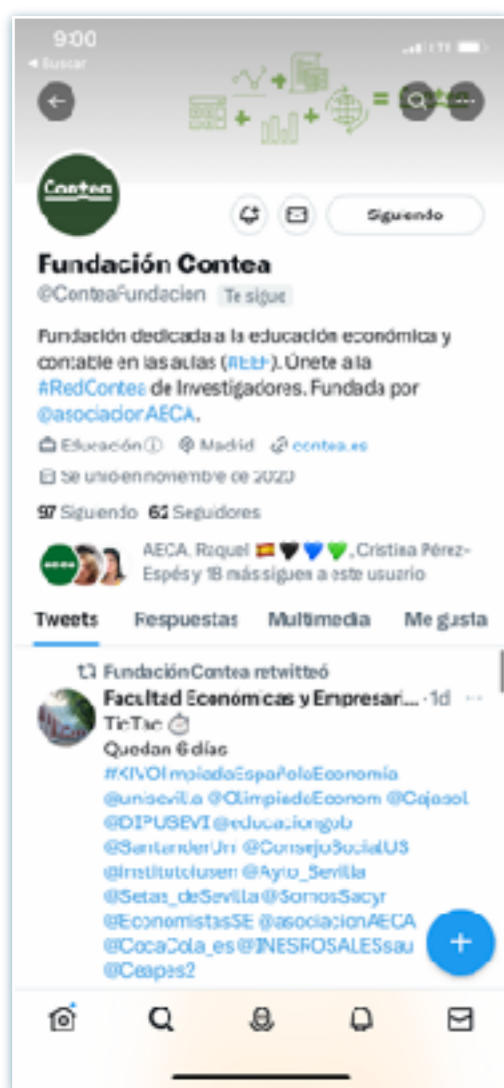 9:00
Buscar
LTE
Contea
Siguiendo
Fundación Contea
@ConteaFundacion Te sigue
Fundación dedicada a la educación económica y
contable en las aulas (#EEF). Únete a la
#RedContea de Investigadores. Fundada por
@asociacionAECA.
Educación Madrid contea.es
Se unió en noviembre de 2020
97 Siguiendo 62 Seguidores
AECA, Raquel 🇪🇸🖤💙💚, Cristina Pérez-
Espés y 18 más siguen a este usuario
Tweets Respuestas Multimedia Me gusta
Fundación Contea retwitteó
Facultad Económicas y Empresari... · 1d ···
TicTac ⏱
Quedan 6 días
#XIVOlimpiadaEspañolaEconomía
@unisevilla @OlimpiadaEconom @Cajasol
@DIPUSEVI @educaciongob
@SantanderUni @ConsejoSocialUS
@Institutofusen @Ayto_Sevilla
@Setas_deSevilla @SomosSacyr
@EconomistasSE @asociacionAECA
@CocaCola_es @INESROSALESsau
@Ceapes2